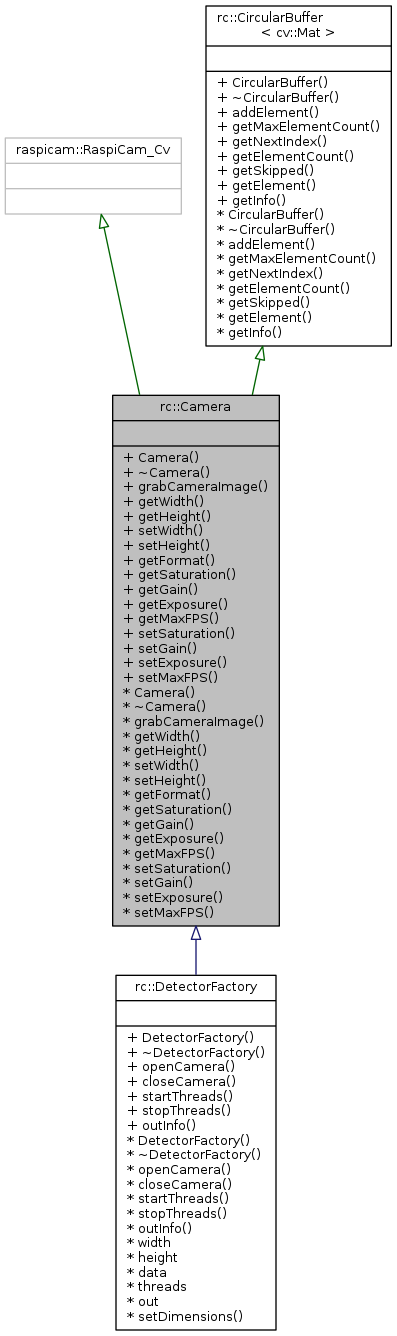 rc::CircularBuffer
< cv::Mat >
+ CircularBuffer()
+ ~CircularBuffer()
+ addElement()
+ getMaxElementCount()
+ getNextIndex()
+ getElementCount()
+ getSkipped()
+ getElement()
+ getInfo()
* CircularBuffer()
* ~CircularBuffer()
* addElement()
* getMaxElementCount()
* getNextIndex()
* getElementCount()
* getSkipped()
* getElement()
* getInfo()
raspicam::RaspiCam_Cv
rc::Camera
+ Camera()
+ ~Camera()
+ grabCameraImage()
+ getWidth()
+ getHeight()
+ setWidth()
+ setHeight()
+ getFormat()
+ getSaturation()
+ getGain()
+ getExposure()
+ getMaxFPS()
+ setSaturation()
+ setGain()
+ setExposure()
+ setMaxFPS()
* Camera()
* ~Camera()
* grabCameraImage()
* getWidth()
* getHeight()
* setWidth()
* setHeight()
* getFormat()
* getSaturation()
* getGain()
* getExposure()
* getMaxFPS()
* setSaturation()
* setGain()
* setExposure()
* setMaxFPS()
rc::DetectorFactory
+ DetectorFactory()
+ ~DetectorFactory()
+ openCamera()
+ closeCamera()
+ startThreads()
+ stopThreads()
+ outInfo()
* DetectorFactory()
* ~DetectorFactory()
* openCamera()
* closeCamera()
* startThreads()
* stopThreads()
* outInfo()
* width
* height
* data
* threads
* out
* setDimensions()